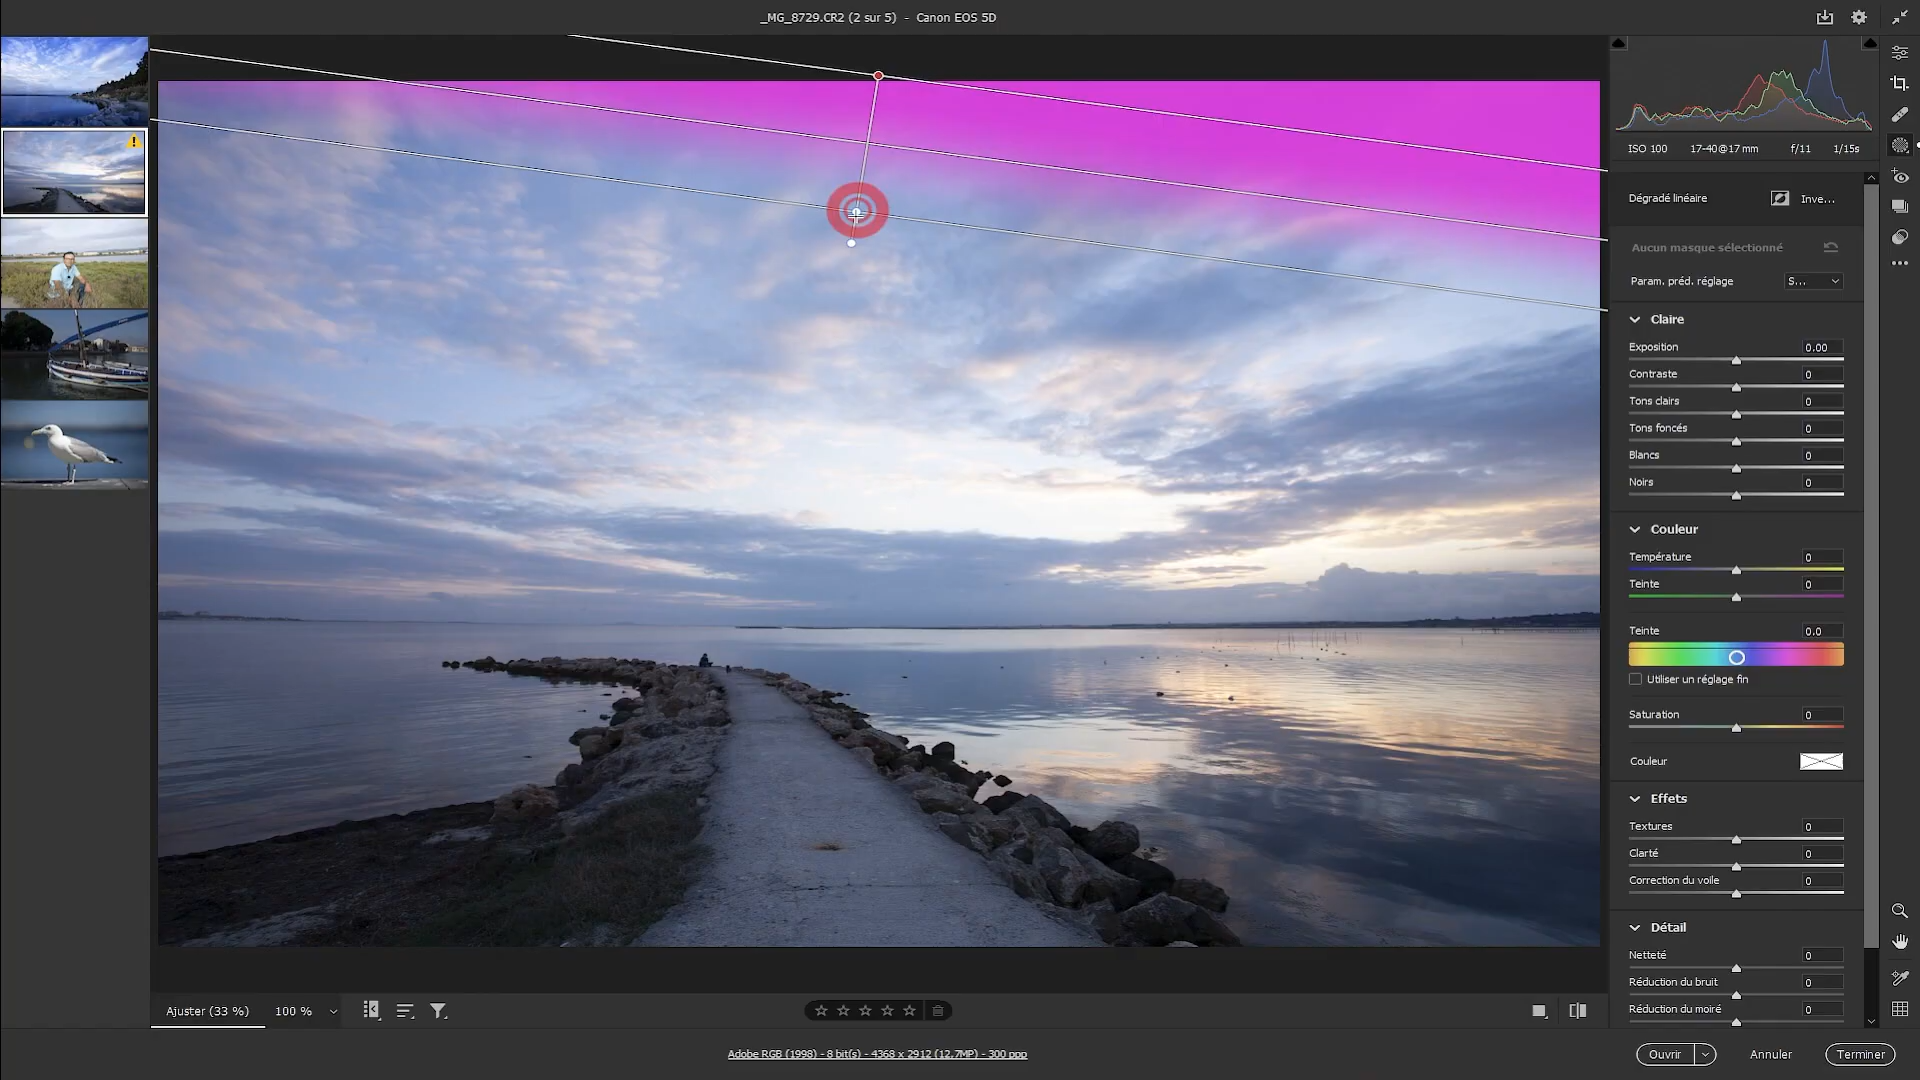 _MG_8729.CR2 (2 sur 5) - Canon EOS 5D
ISO 100 17-40@17 mm f/11 1/15s
Dégradé linéaire Inve...
Aucun masque sélectionné
Param. préd. réglage S...
Claire
Exposition 0.00
Contraste 0
Tons clairs 0
Tons foncés 0
Blancs 0
Noirs 0
Couleur
Température 0
Teinte 0
Teinte 0.0
Utiliser un réglage fin
Saturation 0
Couleur
Effets
Textures 0
Clarté 0
Correction du voile 0
Détail
Netteté 0
Réduction du bruit 0
Réduction du moiré 0
Ajuster (33 %) 100 %
Adobe RGB (1998) - 8 bit(s) - 4368 x 2912 (12,7MP) - 300 ppp
Ouvrir Annuler Terminer